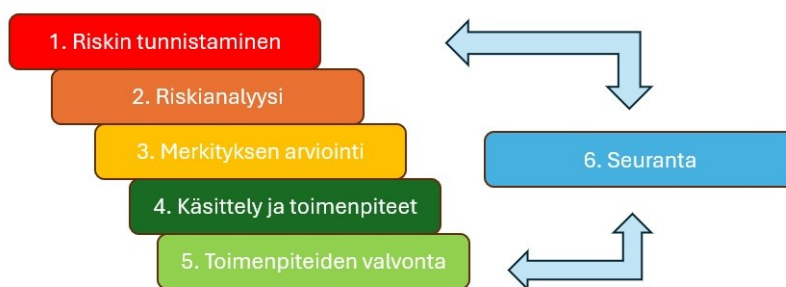 1. Riskin tunnistaminen
2. Riskianalyysi
3. Merkityksen arviointi
4. Käsittely ja toimenpiteet
5. Toimenpiteiden valvonta
6. Seuranta